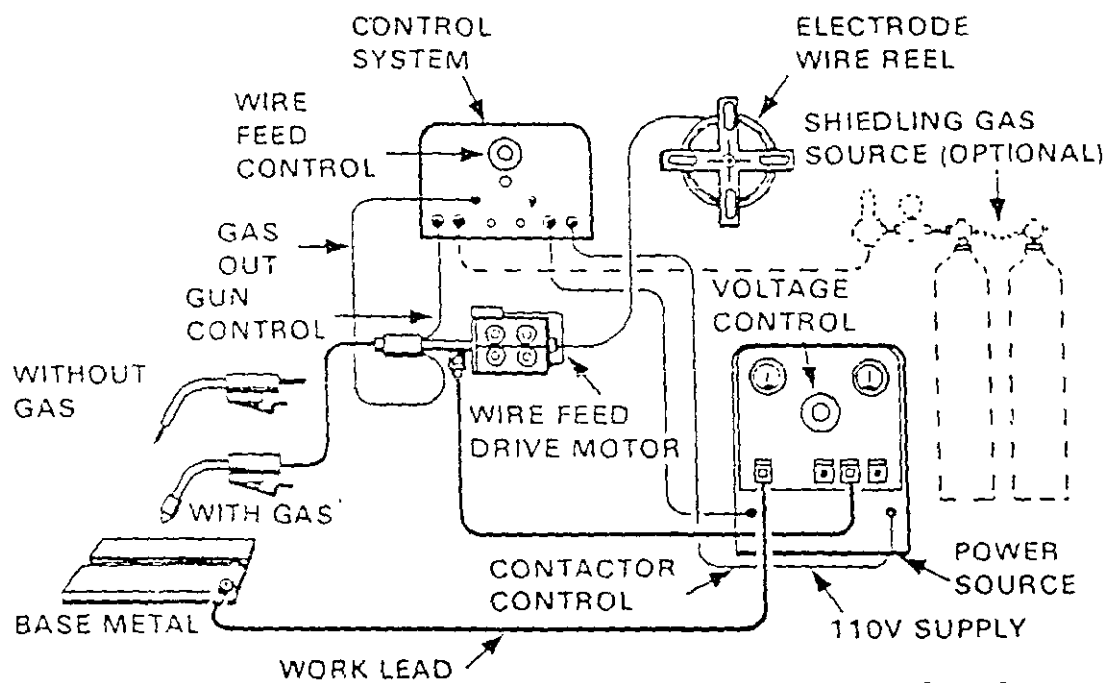 CONTROL
SYSTEM
ELECTRODE
WIRE REEL
WIRE
FEED
CONTROL
SHIEDLING GAS
SOURCE (OPTIONAL)
GAS
OUT
GUN
CONTROL
VOLTAGE
CONTROL
WITHOUT
GAS
WIRE FEED
DRIVE MOTOR
WITH GAS
CONTACTOR
CONTROL
POWER
SOURCE
BASE METAL
110V SUPPLY
WORK LEAD